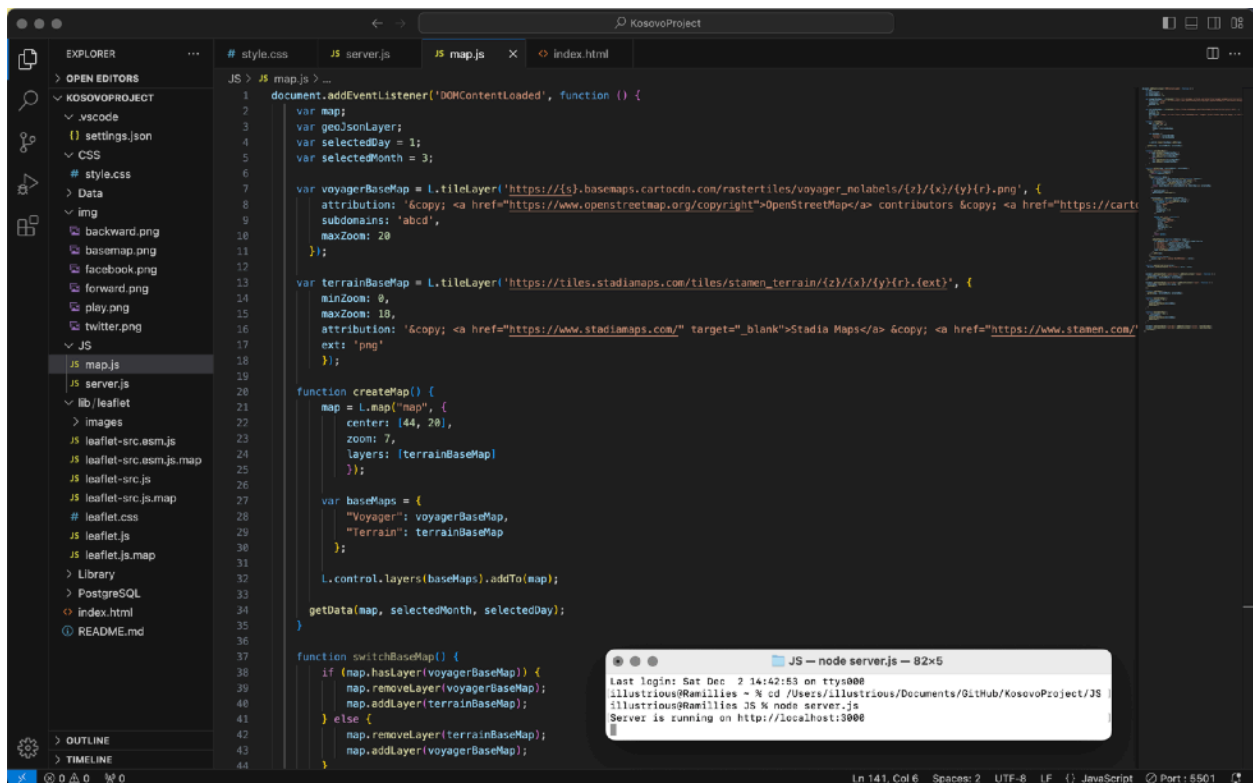 KosovoProject
EXPLORER
OPEN EDITORS
KOSOVOPROJECT
.vscode
{} settings.json
CSS
# style.css
Data
img
backward.png
basemap.png
facebook.png
forward.png
play.png
twitter.png
JS
JS map.js
JS server.js
lib/leaflet
images
JS leaflet-src.esm.js
JS leaflet-src.esm.js.map
JS leaflet-src.js
JS leaflet-src.js.map
# leaflet.css
JS leaflet.js
JS leaflet.js.map
Library
PostgreSQL
<> index.html
README.md
OUTLINE
TIMELINE
# style.css JS server.js JS map.js <> index.html
JS > JS map.js > ...
1 document.addEventListener('DOMContentLoaded', function () {
2 var map;
3 var geoJsonLayer;
4 var selectedDay = 1;
5 var selectedMonth = 3;
6
7 var voyagerBaseMap = L.tileLayer('https://{s}.basemaps.cartocdn.com/rastertiles/voyager_nolabels/{z}/{x}/{y}{r}.png', {
8 attribution: '&copy; <a href="https://www.openstreetmap.org/copyright">OpenStreetMap</a> contributors &copy; <a href="https://carto
9 subdomains: 'abcd',
10 maxZoom: 20
11 });
12
13 var terrainBaseMap = L.tileLayer('https://tiles.stadiamaps.com/tiles/stamen_terrain/{z}/{x}/{y}{r}.{ext}', {
14 minZoom: 0,
15 maxZoom: 18,
16 attribution: '&copy; <a href="https://www.stadiamaps.com/" target="_blank">Stadia Maps</a> &copy; <a href="https://www.stamen.com/"
17 ext: 'png'
18 });
19
20 function createMap() {
21 map = L.map("map", {
22 center: [44, 20],
23 zoom: 7,
24 layers: [terrainBaseMap]
25 });
26
27 var baseMaps = {
28 "Voyager": voyagerBaseMap,
29 "Terrain": terrainBaseMap
30 };
31
32 L.control.layers(baseMaps).addTo(map);
33
34 getData(map, selectedMonth, selectedDay);
35 }
36
37 function switchBaseMap() {
38 if (map.hasLayer(voyagerBaseMap)) {
39 map.removeLayer(voyagerBaseMap);
40 map.addLayer(terrainBaseMap);
41 } else {
42 map.removeLayer(terrainBaseMap);
43 map.addLayer(voyagerBaseMap);
44 }
JS — node server.js — 82×5
Last login: Sat Dec 2 14:42:53 on ttys000
illustrious@Ramillies ~ % cd /Users/illustrious/Documents/GitHub/KosovoProject/JS
illustrious@Ramillies JS % node server.js
Server is running on http://localhost:3000
0 0 0 Ln 141, Col 6 Spaces: 2 UTF-8 LF {} JavaScript Port : 5501